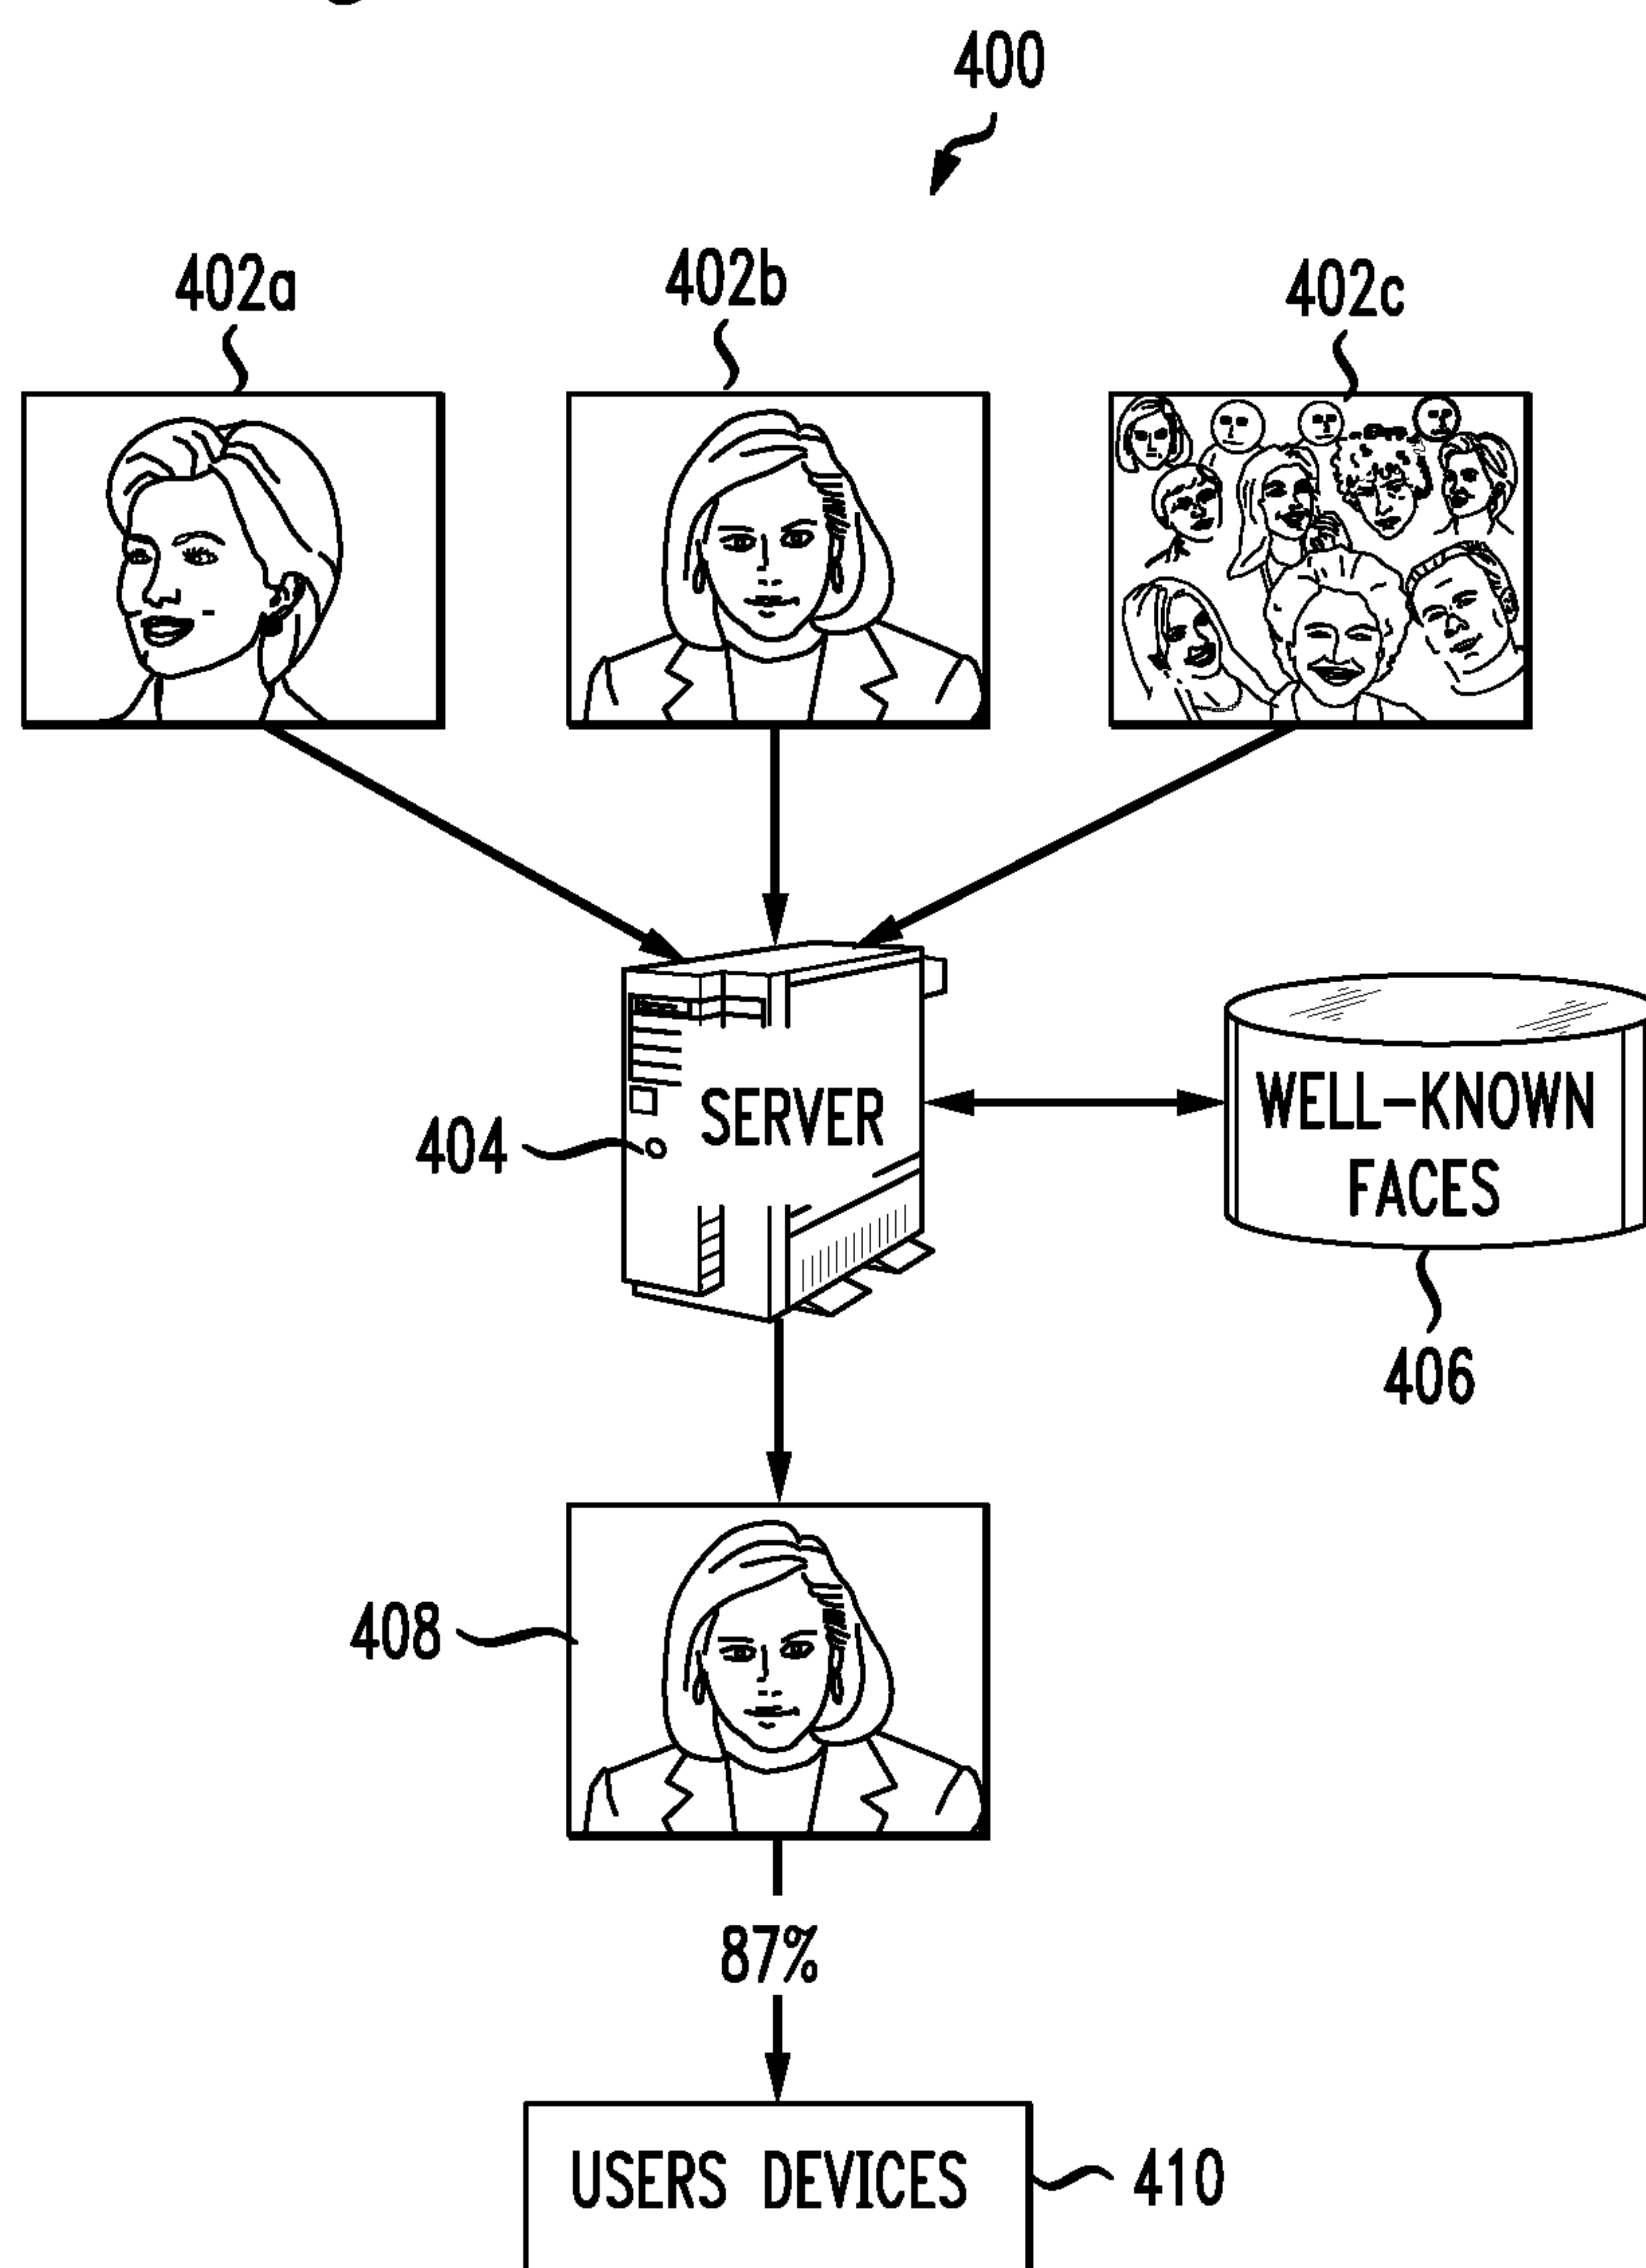 400
402a
402b
402c
SERVER
404
WELL-KNOWN
FACES
406
408
87%
USERS DEVICES
410